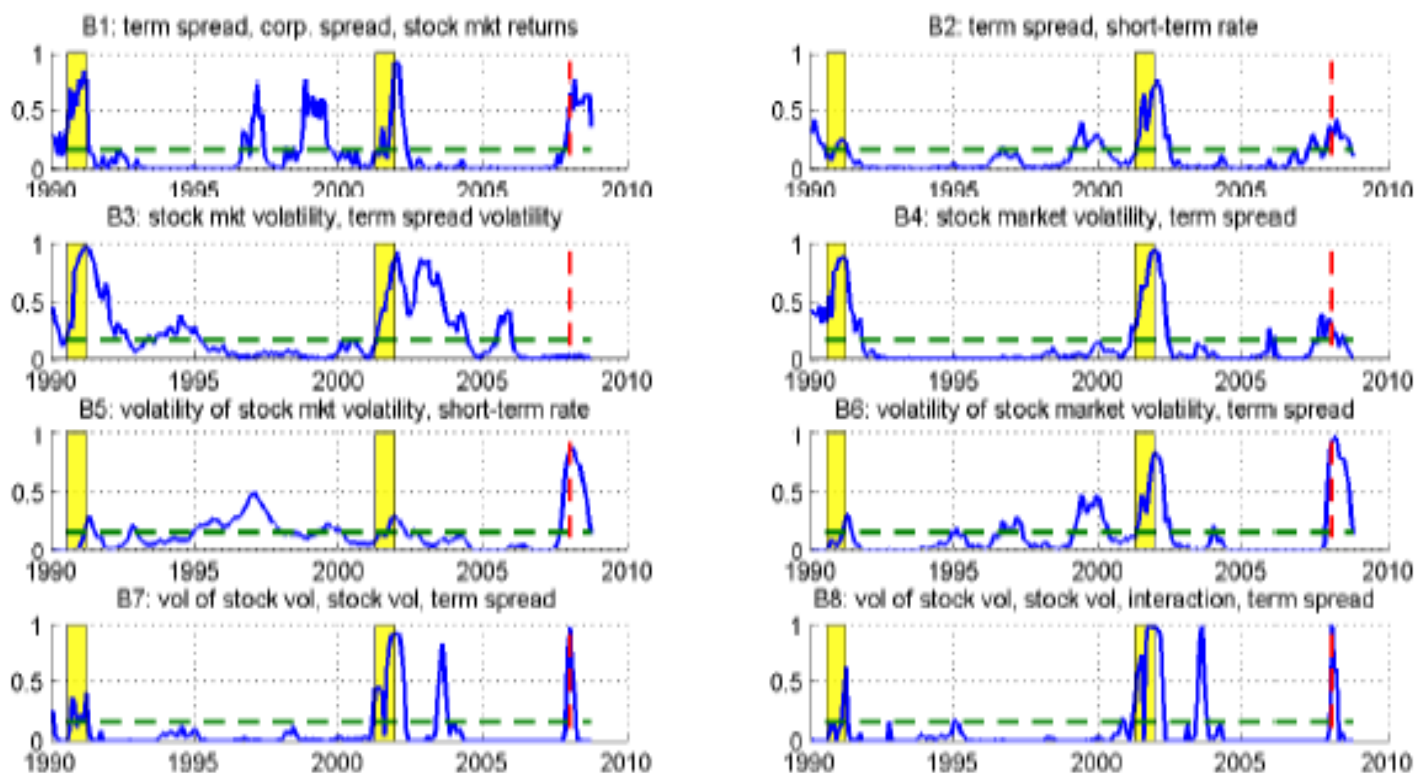 B1: term spread, corp. spread, stock mkt returns
1
0.5
0
1990 1995 2000 2005 2010
B2: term spread, short-term rate
1
0.5
0
1990 1995 2000 2005 2010
B3: stock mkt volatility, term spread volatility
1
0.5
0
1990 1995 2000 2005 2010
B4: stock market volatility, term spread
1
0.5
0
1990 1995 2000 2005 2010
B5: volatility of stock mkt volatility, short-term rate
1
0.5
0
1990 1995 2000 2005 2010
B6: volatility of stock market volatility, term spread
1
0.5
0
1990 1995 2000 2005 2010
B7: vol of stock vol, stock vol, term spread
1
0.5
0
1990 1995 2000 2005 2010
B8: vol of stock vol, stock vol, interaction, term spread
1
0.5
0
1990 1995 2000 2005 2010